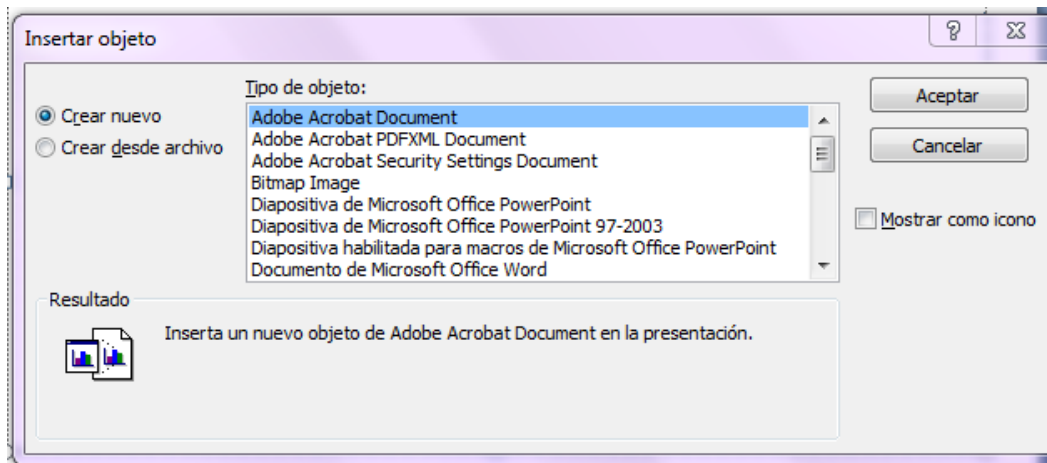 Insertar objeto
Tipo de objeto:
Crear nuevo
Crear desde archivo
Adobe Acrobat Document
Adobe Acrobat PDFXML Document
Adobe Acrobat Security Settings Document
Bitmap Image
Diapositiva de Microsoft Office PowerPoint
Diapositiva de Microsoft Office PowerPoint 97-2003
Diapositiva habilitada para macros de Microsoft Office PowerPoint
Documento de Microsoft Office Word
Aceptar
Cancelar
Mostrar como icono
Resultado
Inserta un nuevo objeto de Adobe Acrobat Document en la presentación.